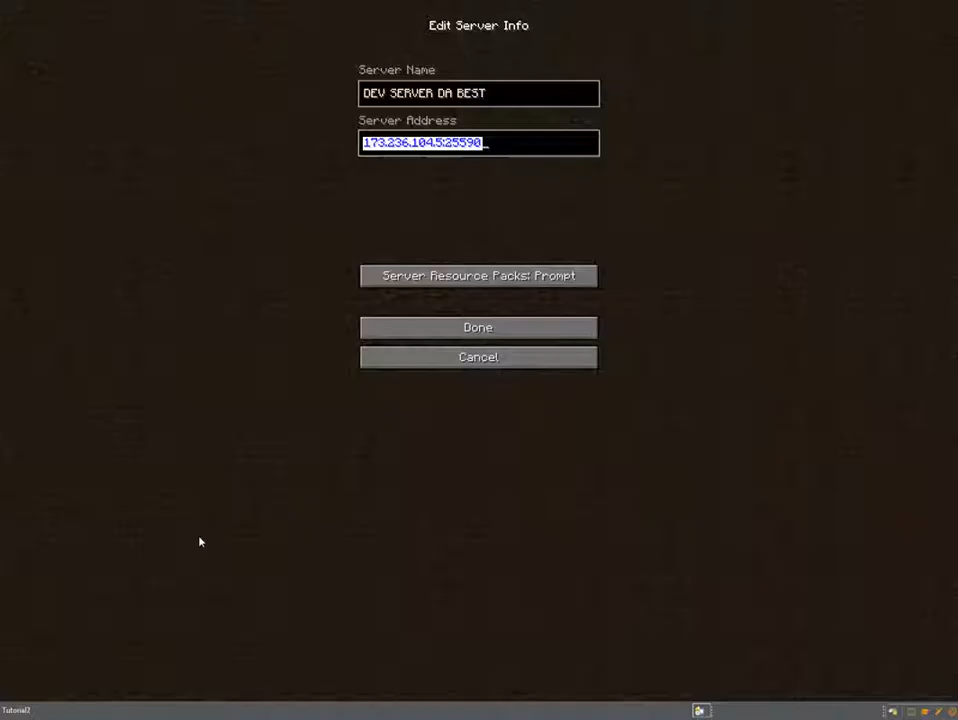 Edit Server Info
Server Name
DEV SERVER DA BEST
Server Address
173.236.104.5:25590_
Server Resource Packs: Prompt
Done
Cancel
Tutorial2